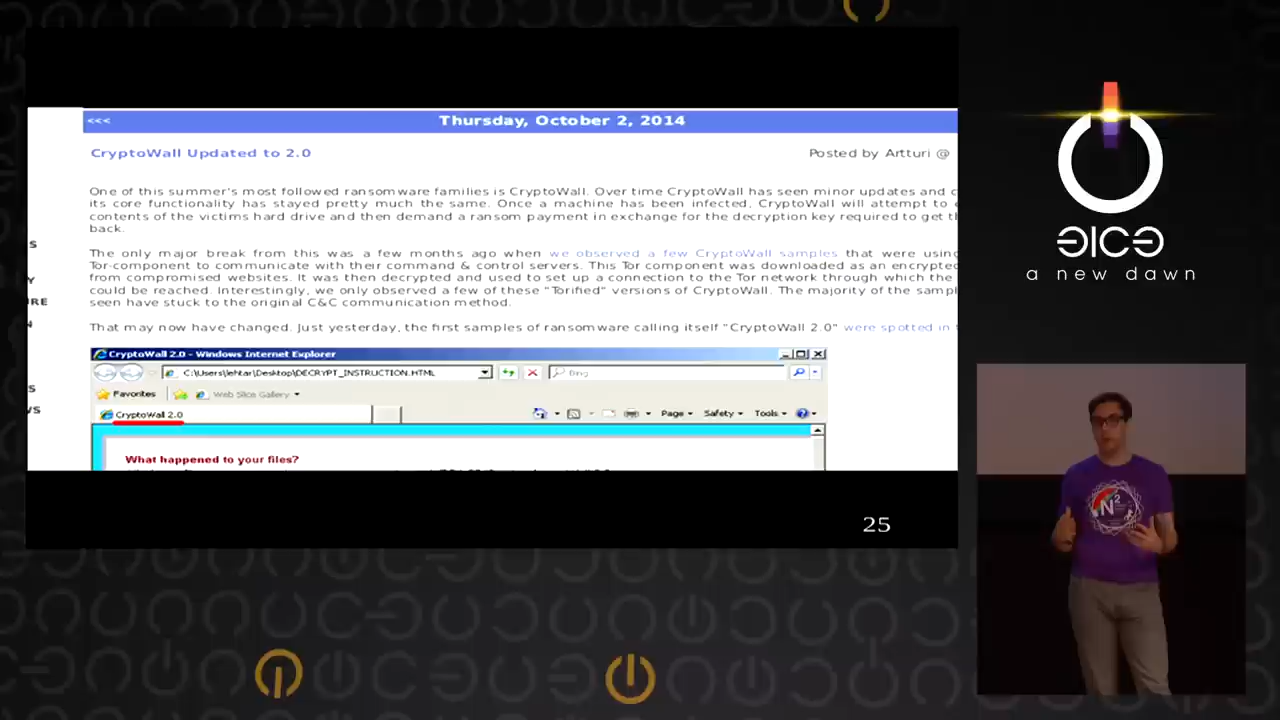 <<<
Thursday, October 2, 2014
CryptoWall Updated to 2.0
Posted by Artturi @
One of this summer's most followed ransomware families is CryptoWall. Over time CryptoWall has seen minor updates and c
its core functionality has stayed pretty much the same. Once a machine has been infected, CryptoWall will attempt to e
contents of the victims hard drive and then demand a ransom payment in exchange for the decryption key required to get th
back.
The only major break from this was a few months ago when we observed a few CryptoWall samples that were using
Tor-component to communicate with their command & control servers. This Tor component was downloaded as an encrypted
from compromised websites. It was then decrypted and used to set up a connection to the Tor network through which the
could be reached. Interestingly, we only observed a few of these "Torified" versions of CryptoWall. The majority of the sampl
seen have stuck to the original C&C communication method.
That may now have changed. Just yesterday, the first samples of ransomware calling itself "CryptoWall 2.0" were spotted in t
S
Y
RE
N
S
WS
CryptoWall 2.0 - Windows Internet Explorer
C:\Users\lehtar\Desktop\DECRYPT_INSTRUCTION.HTML
Bing
Favorites
Web Slice Gallery
CryptoWall 2.0
Page
Safety
Tools
What happened to your files?
25
a new dawn
N²